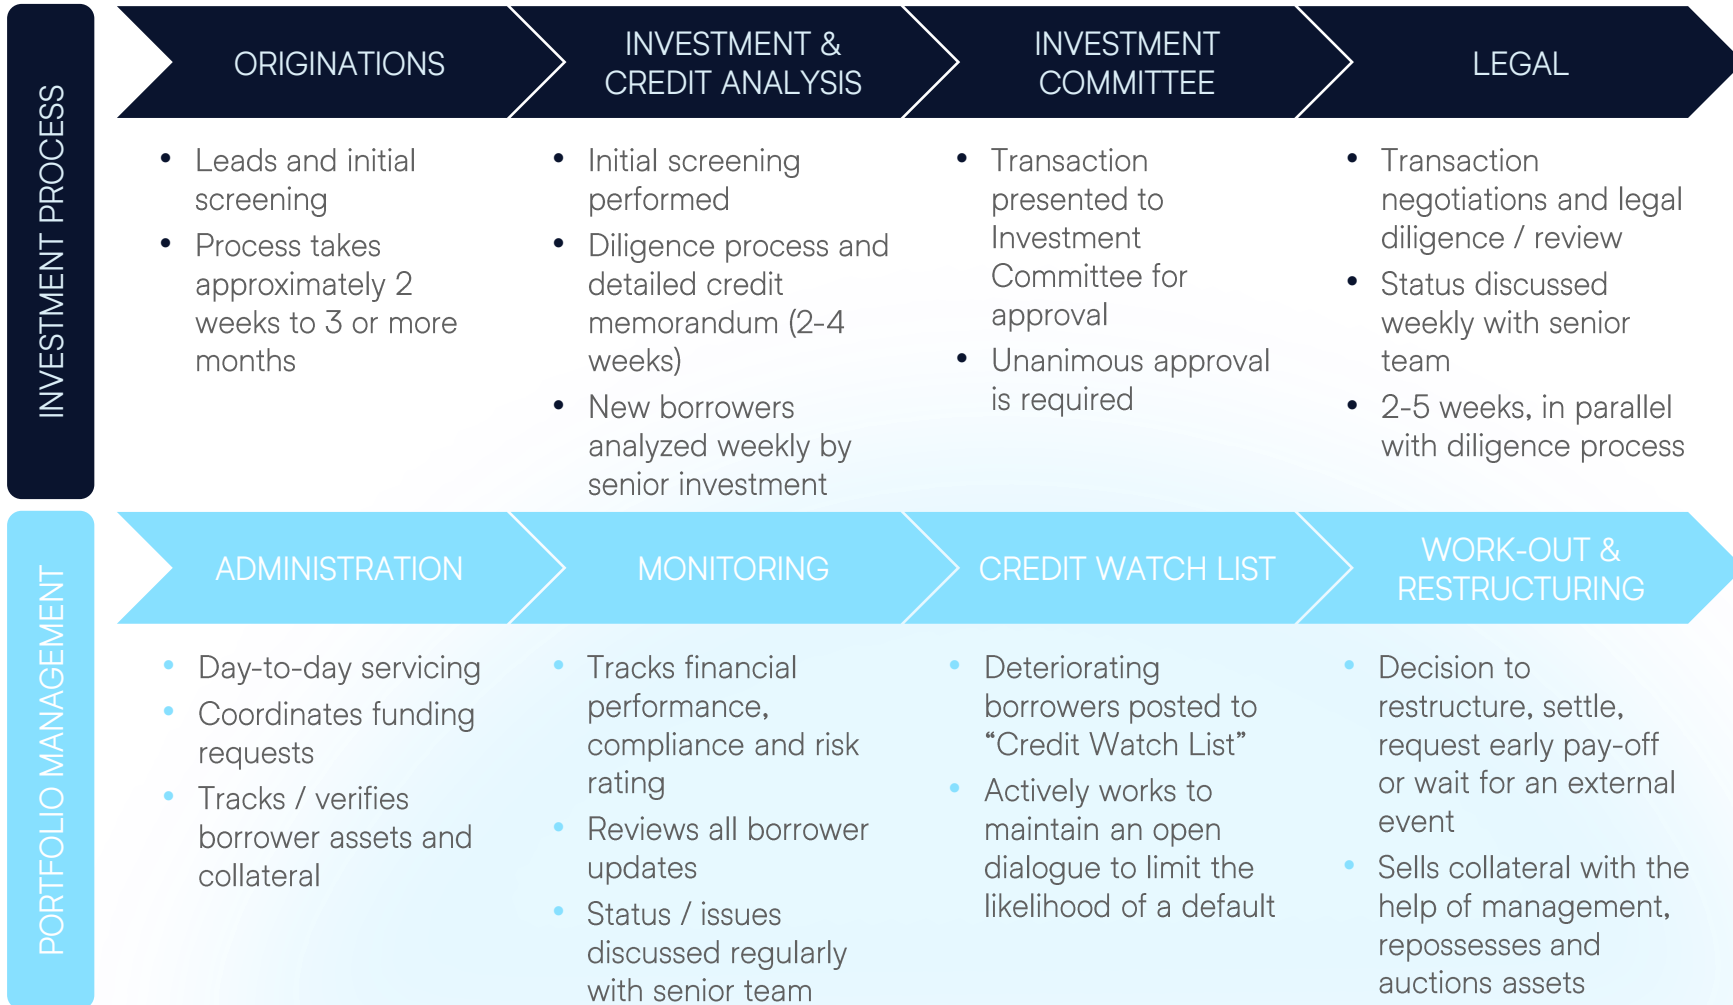 INVESTMENT PROCESS
ORIGINATIONS
• Leads and initial
screening
• Process takes
approximately 2
weeks to 3 or more
months
INVESTMENT &
CREDIT ANALYSIS
• Initial screening
performed
• Diligence process and
detailed credit
memorandum (2-4
weeks)
• New borrowers
analyzed weekly by
senior investment
INVESTMENT
COMMITTEE
• Transaction
presented to
Investment
Committee for
approval
• Unanimous approval
is required
LEGAL
• Transaction
negotiations and legal
diligence / review
• Status discussed
weekly with senior
team
• 2-5 weeks, in parallel
with diligence process
PORTFOLIO MANAGEMENT
ADMINISTRATION
• Day-to-day servicing
• Coordinates funding
requests
• Tracks / verifies
borrower assets and
collateral
MONITORING
• Tracks financial
performance,
compliance and risk
rating
• Reviews all borrower
updates
• Status / issues
discussed regularly
with senior team
CREDIT WATCH LIST
• Deteriorating
borrowers posted to
“Credit Watch List”
• Actively works to
maintain an open
dialogue to limit the
likelihood of a default
WORK-OUT &
RESTRUCTURING
• Decision to
restructure, settle,
request early pay-off
or wait for an external
event
• Sells collateral with the
help of management,
repossesses and
auctions assets